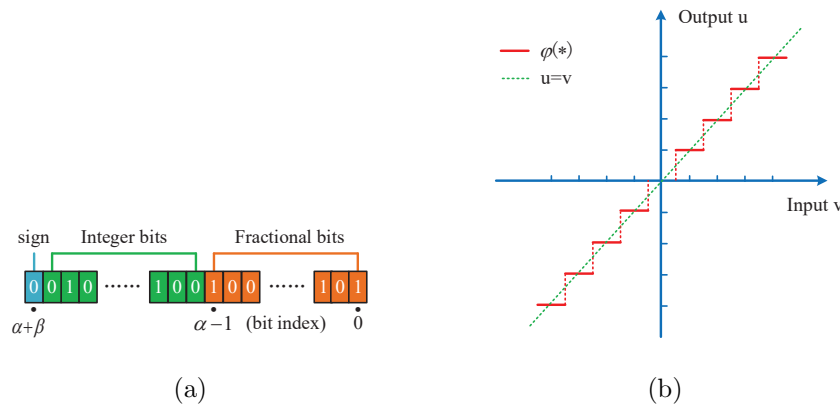 Output u
φ(*)
u=v
Input v
sign Integer bits Fractional bits
0 0 1 0 ...... 1 0 0 1 0 0 ...... 1 0 1
α+β α−1 (bit index) 0
(a) (b)